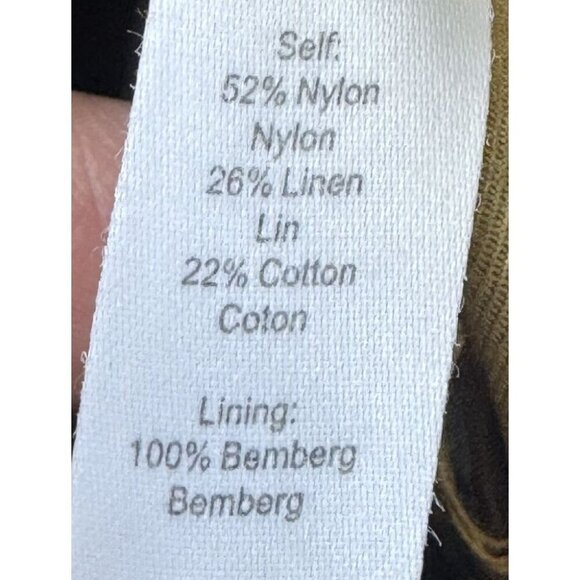 Self:
52% Nylon
Nylon
26% Linen
Lin
22% Cotton
Coton
Lining:
100% Bemberg
Bemberg